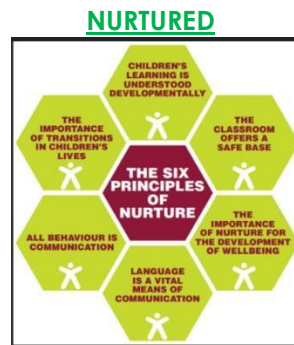 NURTURED
CHILDREN'S
LEARNING IS
UNDERSTOOD
DEVELOPMENTALLY
THE
IMPORTANCE
OF TRANSITIONS
IN CHILDREN'S
LIVES
THE
CLASSROOM
OFFERS A
SAFE BASE
THE SIX
PRINCIPLES
OF
NURTURE
ALL BEHAVIOUR IS
COMMUNICATION
THE
IMPORTANCE
OF NURTURE FOR
THE DEVELOPMENT
OF WELLBEING
LANGUAGE
IS A VITAL
MEANS OF
COMMUNICATION